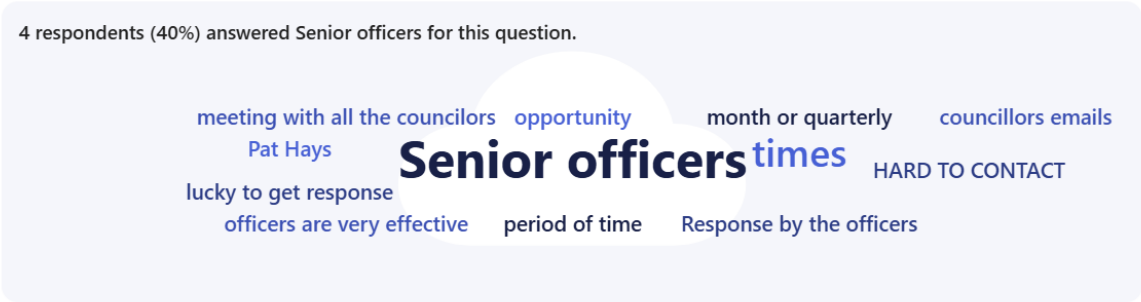 4 respondents (40%) answered Senior officers for this question.
meeting with all the councilors opportunity month or quarterly councillors emails
Pat Hays Senior officers times HARD TO CONTACT
lucky to get response
officers are very effective period of time Response by the officers